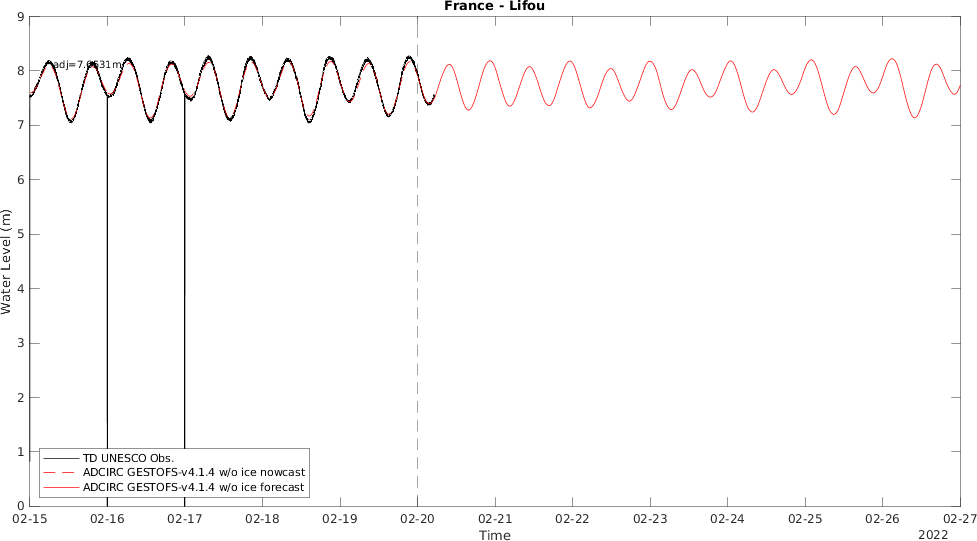 France - Lifou
9
8
7
6
5
4
3
2
1
0
Water Level (m)
TD UNESCO Obs.
ADCIRC GESTOFS-v4.1.4 w/o ice nowcast
ADCIRC GESTOFS-v4.1.4 w/o ice forecast
02-15 02-16 02-17 02-18 02-19 02-20 02-21 02-22 02-23 02-24 02-25 02-26 02-27
Time
2022